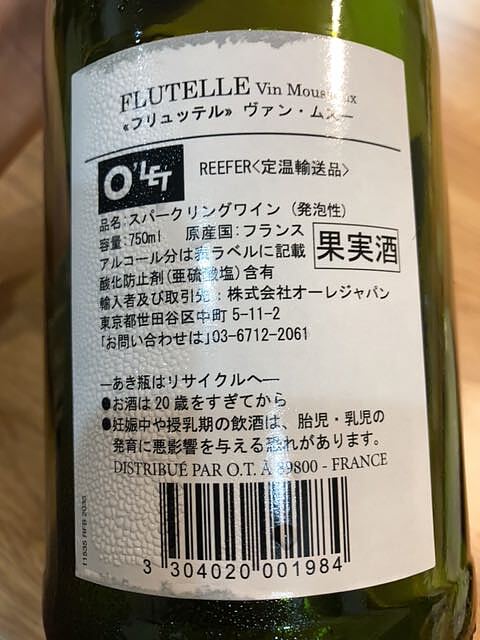 FLUTELLE Vin Mousseux
«フリュッテル» ヴァン・ムスー
O'LET
REEFER<定温輸送品>
品名:スパークリングワイン (発泡性)
容量:750ml 原産国:フランス
アルコール分は表ラベルに記載
果実酒
酸化防止剤(亜硫酸塩)含有
輸入者及び取引先:株式会社オーレジャパン
東京都世田谷区中町5-11-2
「お問い合わせは」03-6712-2061
―あき瓶はリサイクルへ―
●お酒は20歳をすぎてから
●妊娠中や授乳期の飲酒は、胎児・乳児の
発育に悪影響を与える恐れがあります。
DISTRIBUÉ PAR O.T. À 89800 - FRANCE
3 304020 001984